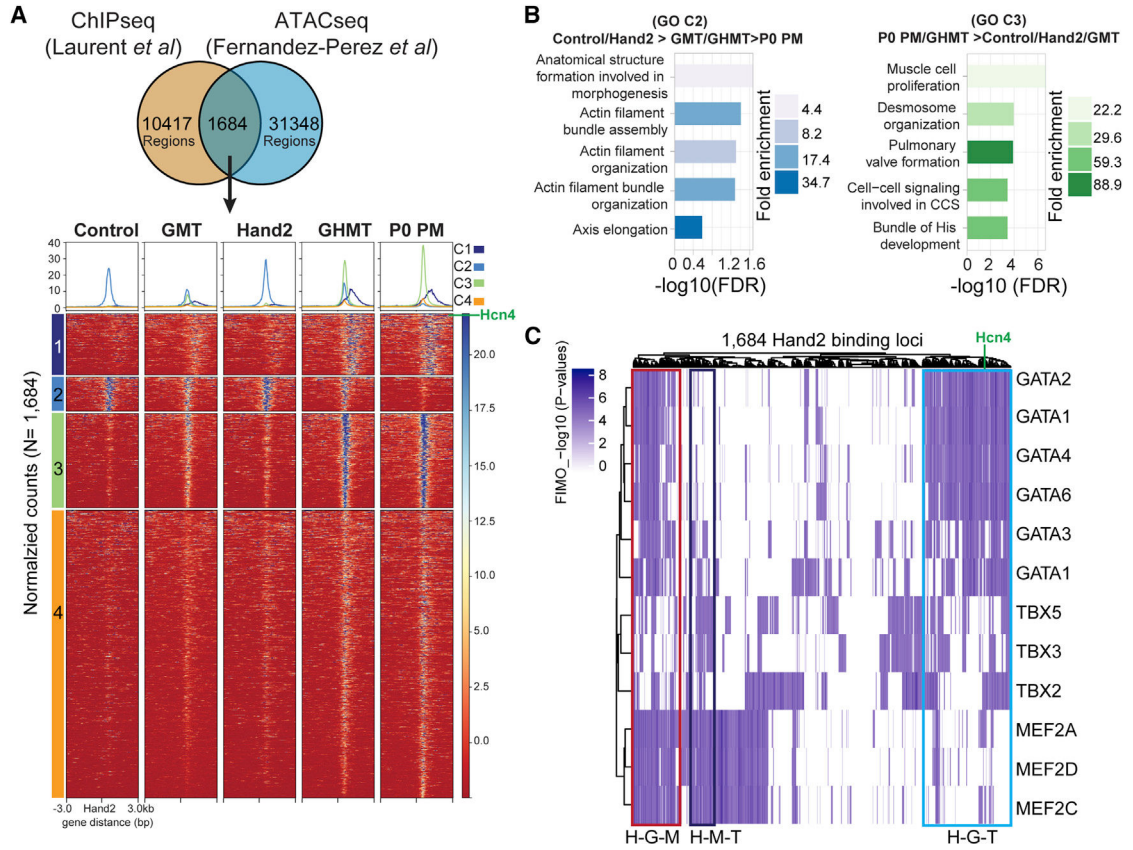 A
ChIPseq
(Laurent et al)
ATACseq
(Fernandez-Perez et al)
10417
Regions
1684
31348
Regions
Control
GMT
Hand2
GHMT
P0 PM
40
30
20
10
0
C1
C2
C3
C4
Hcn4
Normalzied counts (N= 1,684)
1
2
3
4
20.0
17.5
15.0
12.5
10.0
7.5
5.0
2.5
0.0
-3.0
Hand2
3.0kb
gene distance (bp)
B
(GO C2)
Control/Hand2 > GMT/GHMT>P0 PM
Anatomical structure
formation involved in
morphogenesis
Actin filament
bundle assembly
Actin filament
organization
Actin filament bundle
organization
Axis elongation
0 0.4 1.2 1.6
-log10(FDR)
Fold enrichment
4.4
8.2
17.4
34.7
(GO C3)
P0 PM/GHMT >Control/Hand2/GMT
Muscle cell
proliferation
Desmosome
organization
Pulmonary
valve formation
Cell-cell signaling
involved in CCS
Bundle of His
development
0 2 4 6
-log10 (FDR)
Fold enrichment
22.2
29.6
59.3
88.9
C
1,684 Hand2 binding loci
Hcn4
FIMO_-log10 (P-values)
8
6
4
2
0
GATA2
GATA1
GATA4
GATA6
GATA3
GATA1
TBX5
TBX3
TBX2
MEF2A
MEF2D
MEF2C
H-G-M
H-M-T
H-G-T